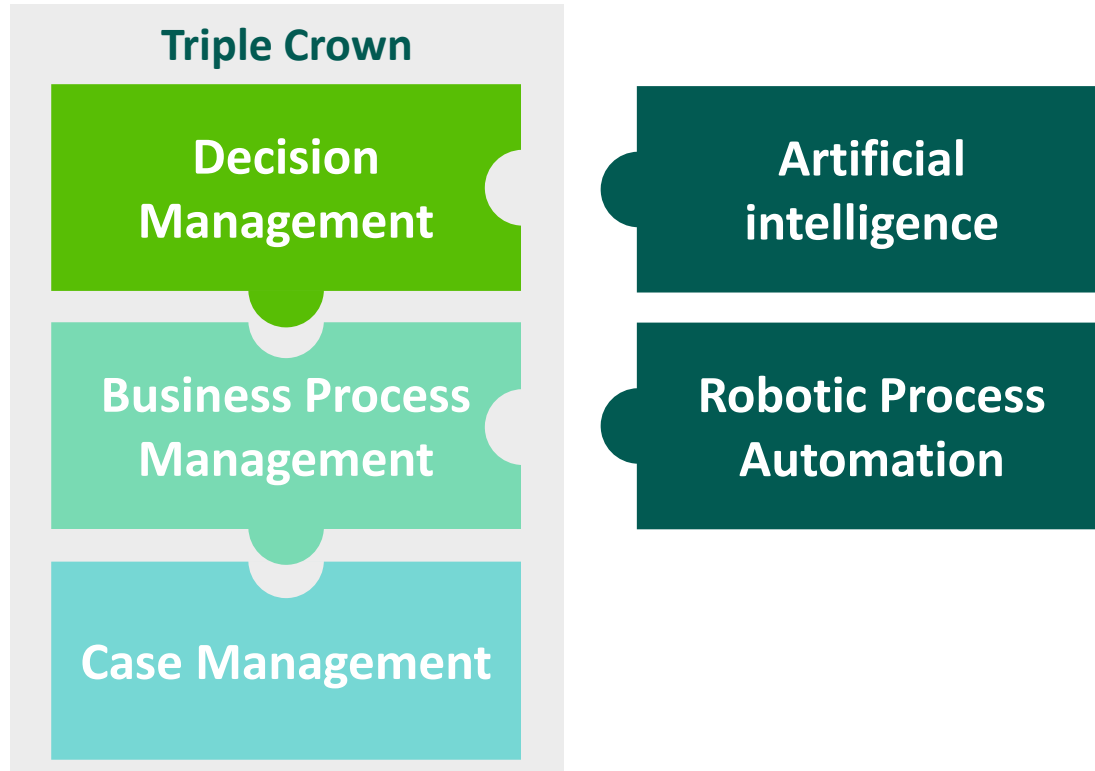 Triple Crown
Decision
Management
Artificial
intelligence
Business Process
Management
Robotic Process
Automation
Case Management